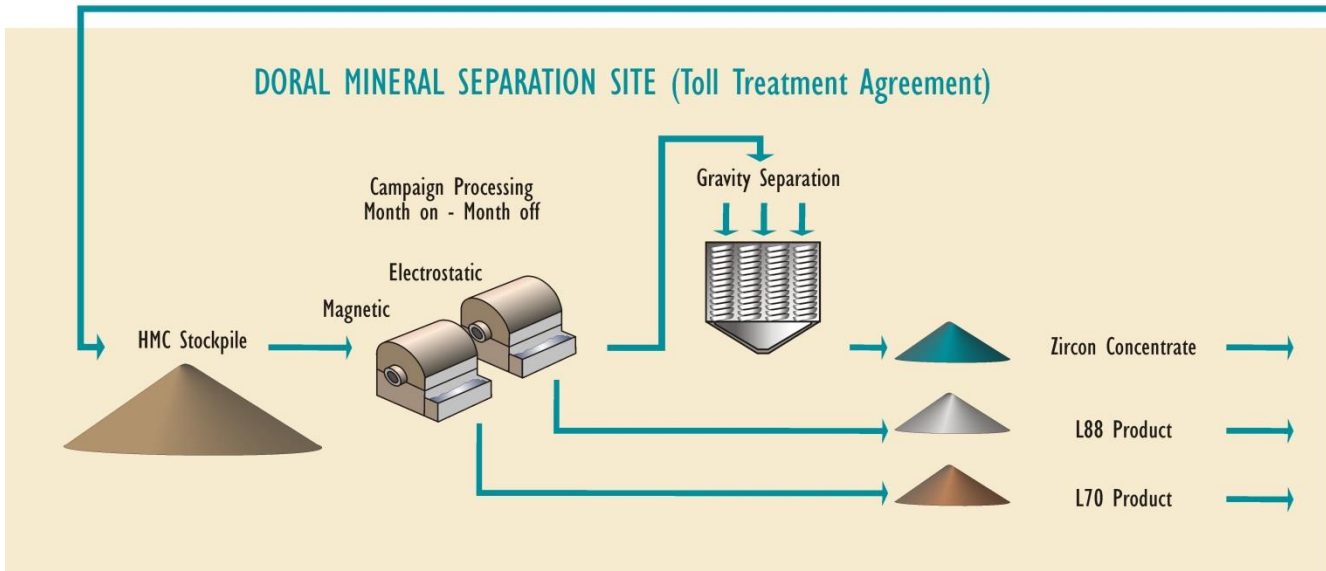 DORAL MINERAL SEPARATION SITE (Toll Treatment Agreement)
Campaign Processing
Month on - Month off
Gravity Separation
Electrostatic
Magnetic
HMC Stockpile
Zircon Concentrate
L88 Product
L70 Product